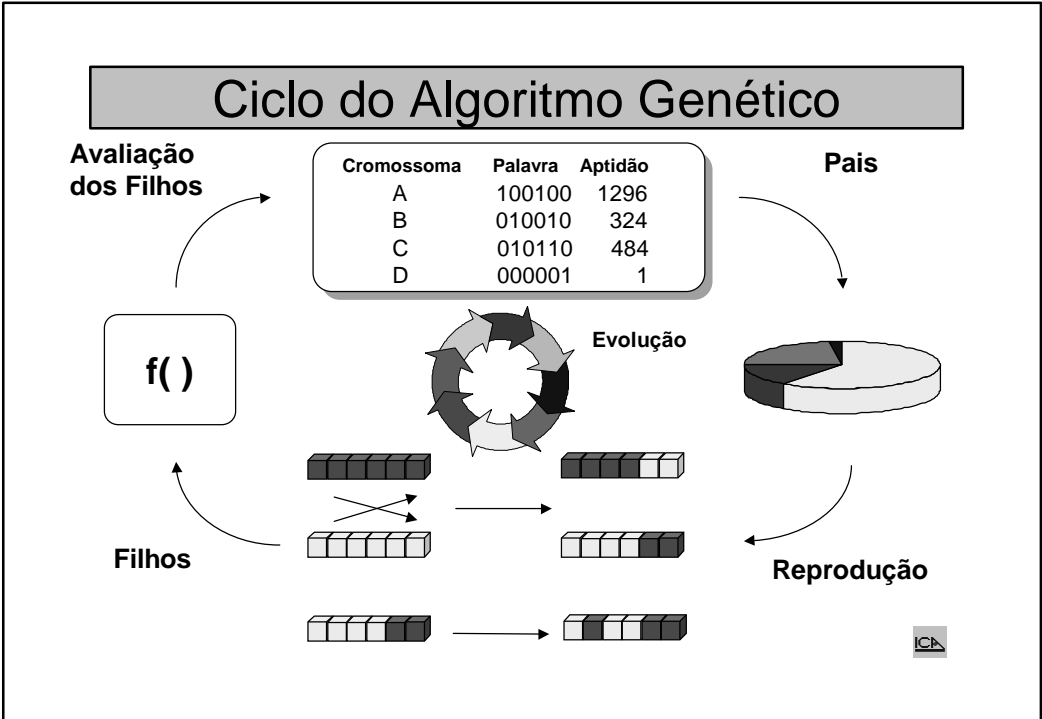 Ciclo do Algoritmo Genético
Avaliação
dos Filhos
Cromossoma Palavra Aptidão
A 100100 1296
B 010010 324
C 010110 484
D 000001 1
Pais
f( )
Evolução
Filhos
Reprodução
ICA